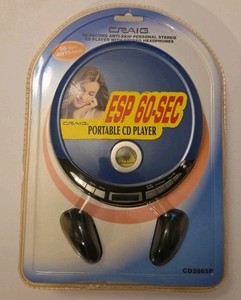 CRAIG
60 SECOND ANTI-SKIP PERSONAL STEREO
CD PLAYER WITH STEREO HEADPHONES
ESP 60-SEC
PORTABLE CD PLAYER
CRAIG